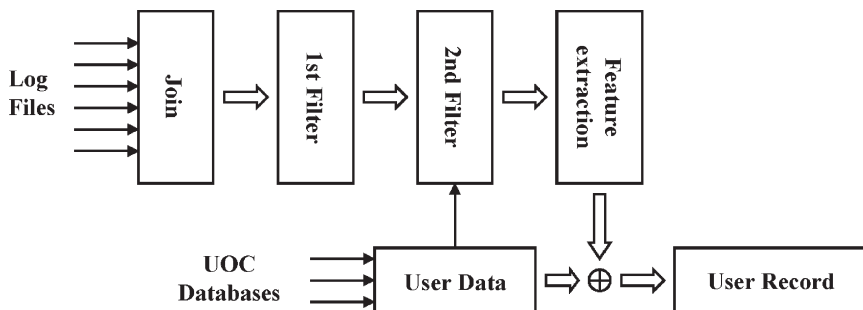 Log
Files
Join
1st Filter
2nd Filter
Feature
extraction
UOC
Databases
User Data
User Record